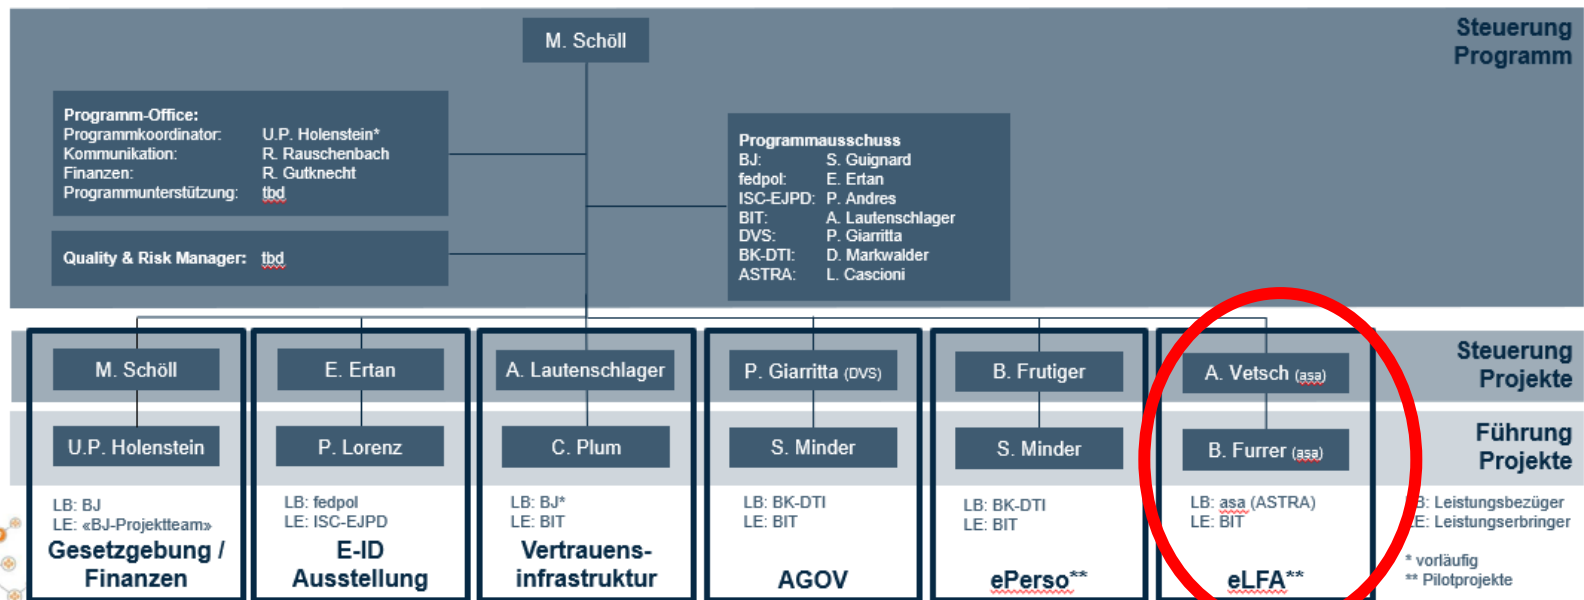 Steuerung
Programm
M. Schöll
Programm-Office:
Programmkoordinator: U.P. Holenstein*
Kommunikation: R. Rauschenbach
Finanzen: R. Gutknecht
Programmunterstützung: tbd
Quality & Risk Manager: tbd
Programmausschuss
BJ: S. Guignard
fedpol: E. Ertan
ISC-EJPD: P. Andres
BIT: A. Lautenschlager
DVS: P. Giarritta
BK-DTI: D. Markwalder
ASTRA: L. Cascioni
Steuerung
Projekte
M. Schöll
E. Ertan
A. Lautenschlager
P. Giarritta (DVS)
B. Frutiger
A. Vetsch (asa)
Führung
Projekte
U.P. Holenstein
P. Lorenz
C. Plum
S. Minder
S. Minder
B. Furrer (asa)
LB: BJ
LE: «BJ-Projektteam»
Gesetzgebung /
Finanzen
LB: fedpol
LE: ISC-EJPD
E-ID
Ausstellung
LB: BJ*
LE: BIT
Vertrauens-
infrastruktur
LB: BK-DTI
LE: BIT
AGOV
LB: BK-DTI
LE: BIT
ePerso**
LB: asa (ASTRA)
LE: BIT
eLFA**
LB: Leistungsbezüger
LE: Leistungserbringer
* vorläufig
** Pilotprojekte